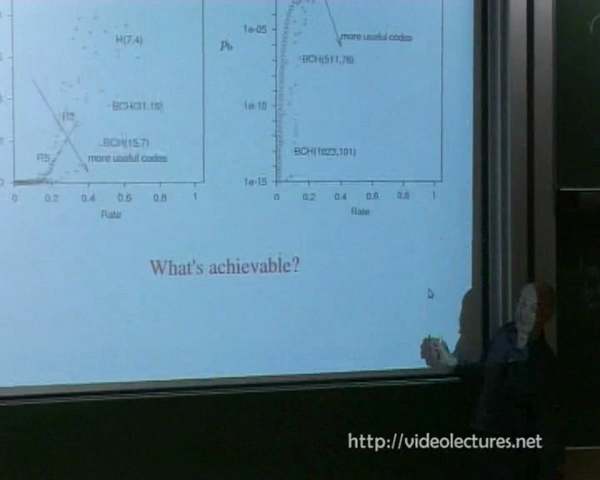 H(7,4)
BCH(31,16)
BCH(15,7)
R3
R5
more useful codes
0 0.2 0.4 0.6 0.8 1
Rate
Pb
1e-05
1e-10
1e-15
more useful codes
BCH(511,76)
BCH(1023,101)
0 0.2 0.4 0.6 0.8 1
Rate
What's achievable?
http://videolectures.net